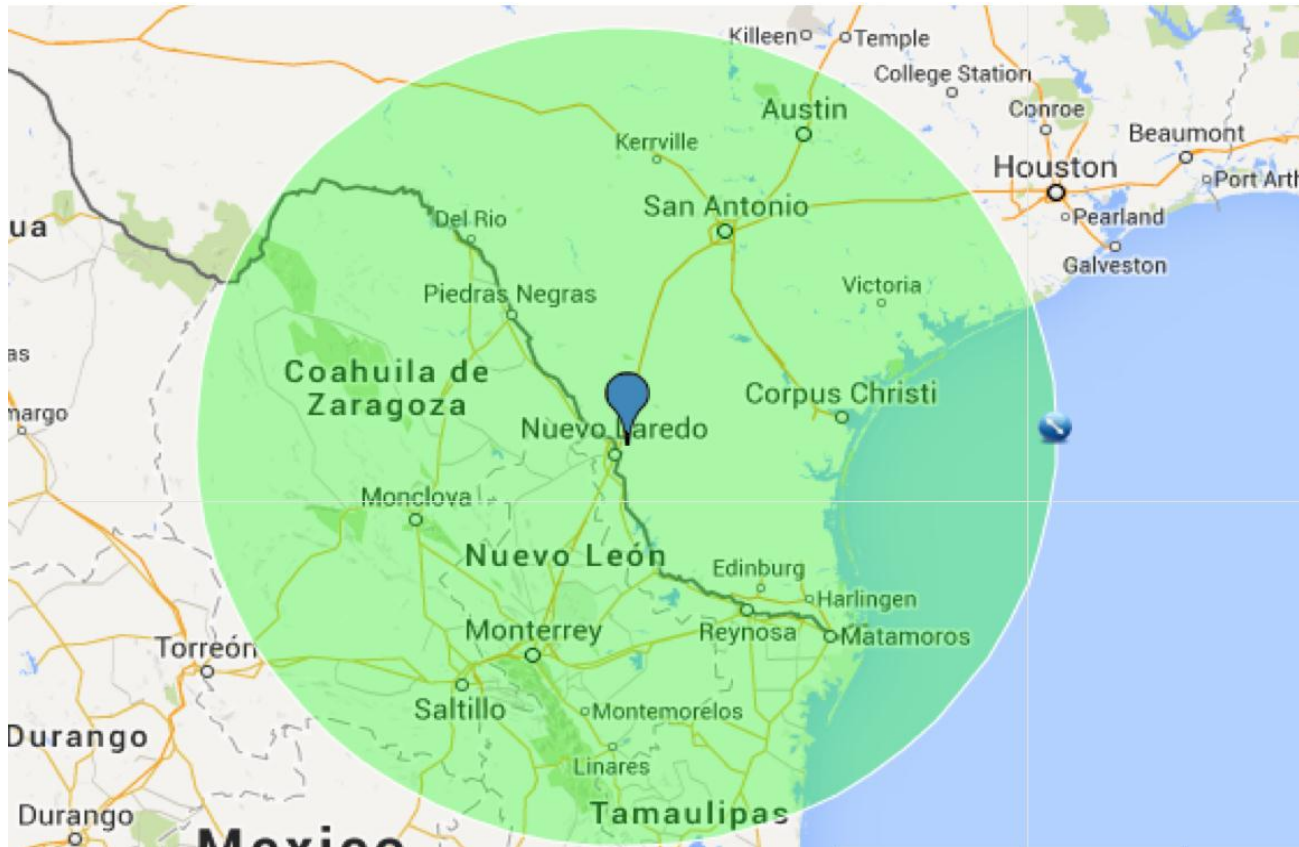 Killeen
Temple
College Station
Austin
Conroe
Beaumont
Kerrville
Houston
Port Arth
San Antonio
Pearland
Del Rio
ua
Galveston
Victoria
Piedras Negras
as
Coahuila de
Zaragoza
Corpus Christi
margo
Nuevo Laredo
Monclova
Nuevo León
Edinburg
Harlingen
Monterrey
Reynosa
Matamoros
Torreón
Saltillo
Montemorelos
Durango
Linares
Tamaulipas
Durango
Mexico